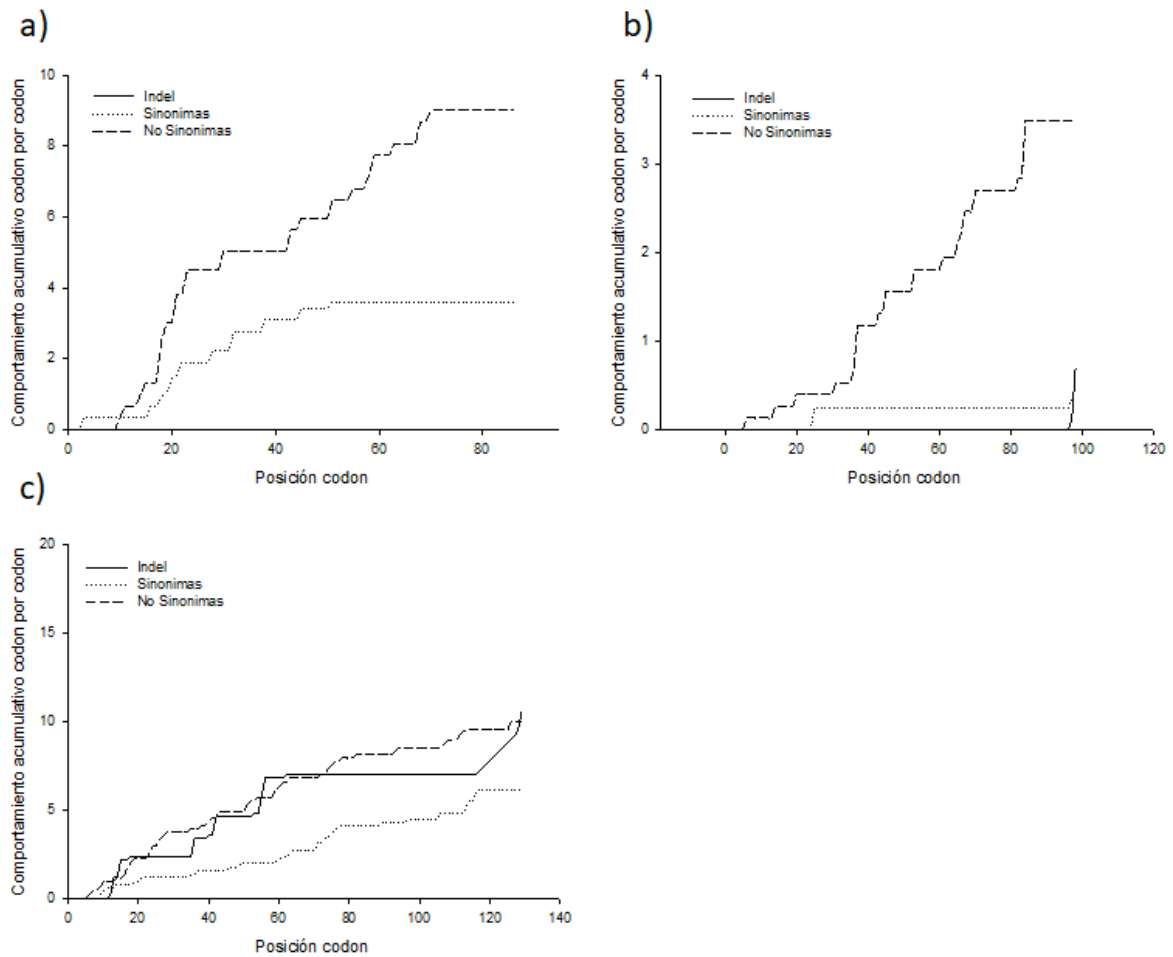 a)
Comportamiento acumulativo codon por codon
10
8
6
4
2
0
Indel
Sinonimas
No Sinonimas
0 20 40 60 80
Posición codon
b)
Comportamiento acumulativo codon por codon
4
3
2
1
0
Indel
Sinonimas
No Sinonimas
0 20 40 60 80 100 120
Posición codon
c)
Comportamiento acumulativo codon por codon
20
15
10
5
0
Indel
Sinonimas
No Sinonimas
0 20 40 60 80 100 120 140
Posición codon